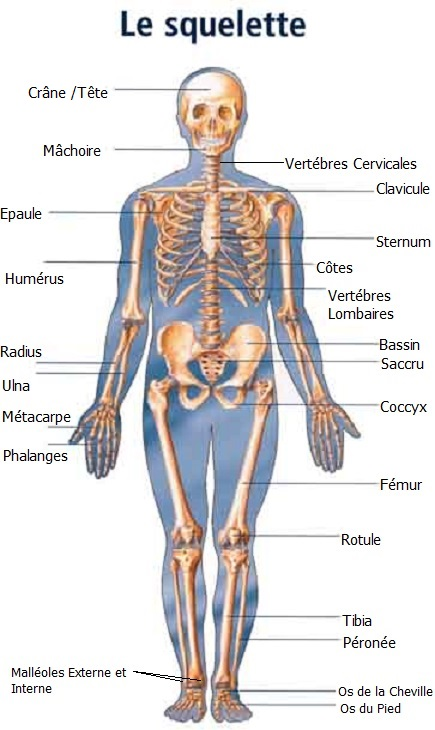 Le squelette
Crâne /Tête
Mâchoire
Vertébres Cervicales
Clavicule
Epaule
Sternum
Côtes
Humérus
Vertébres
Lombaires
Bassin
Radius
Saccru
Ulna
Coccyx
Métacarpe
Phalanges
Fémur
Rotule
Tibia
Péronée
Malléoles Externe et
Interne
Os de la Cheville
Os du Pied